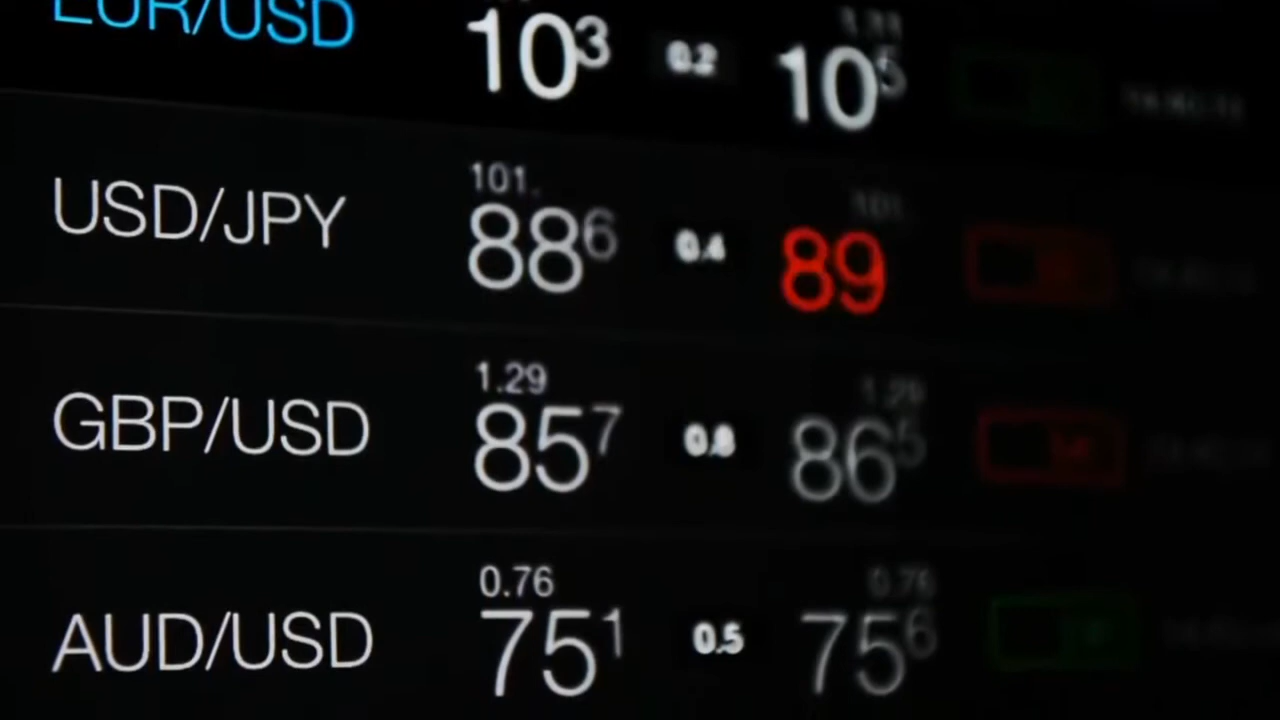 EUR/USD 10³ 0.2 10⁵
101.
USD/JPY 88⁶ 0.4 89
1.29 1.29
GBP/USD 85⁷ 0.8 86⁵
0.76 0.76
AUD/USD 75¹ 0.5 75⁶